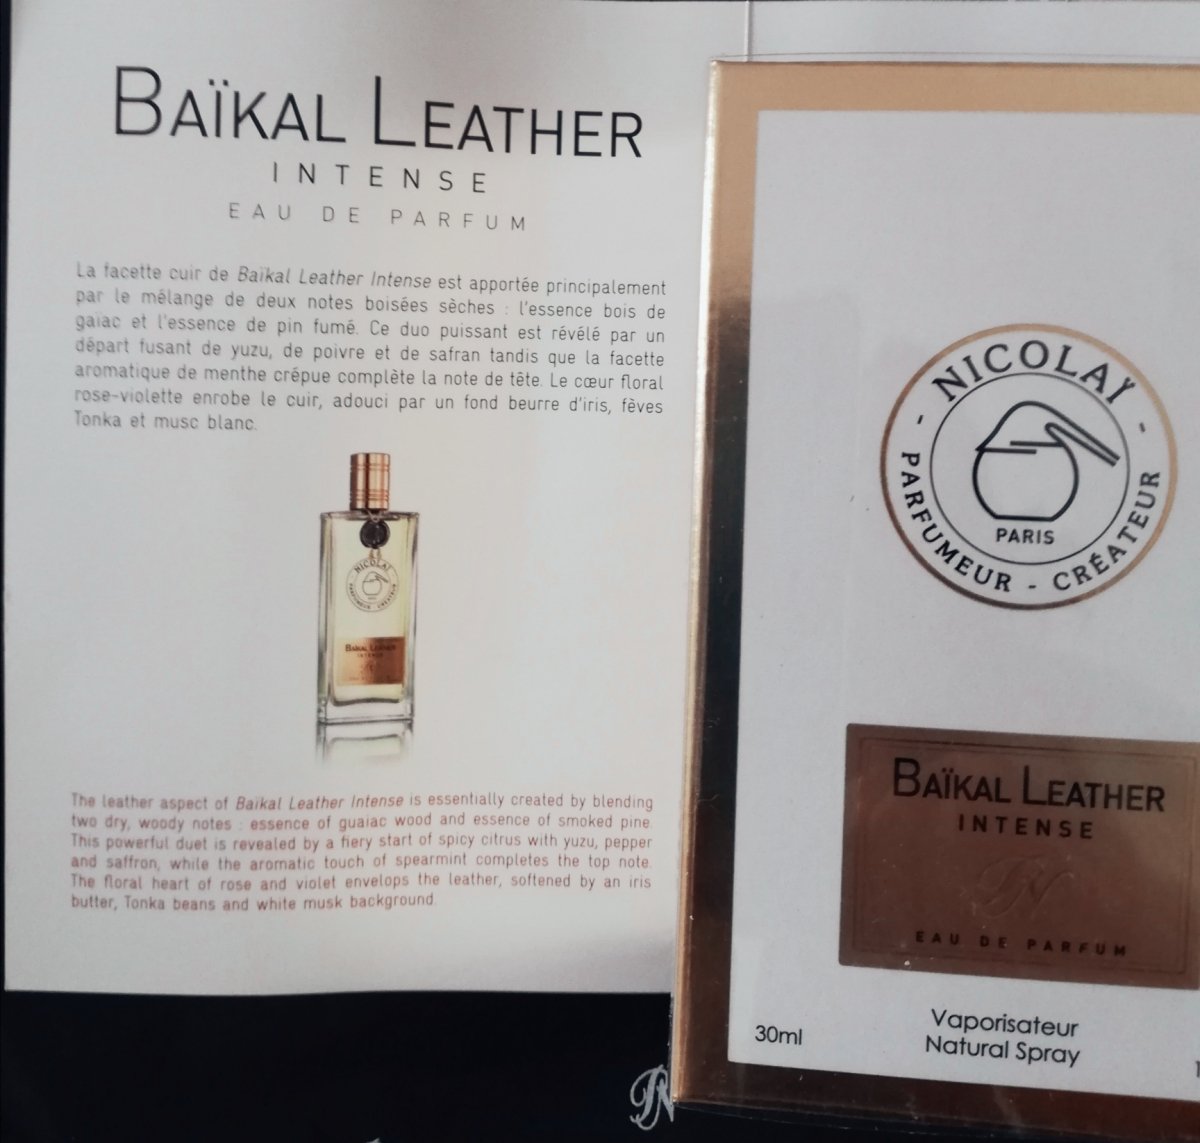 BAÏKAL LEATHER
INTENSE
EAU DE PARFUM
La facette cuir de Baïkal Leather Intense est apportée principalement
par le mélange de deux notes boisées sèches : l'essence bois de
gaïac et l'essence de pin fumé. Ce duo puissant est révélé par un
départ fusant de yuzu, de poivre et de safran tandis que la facette
aromatique de menthe crépue complète la note de tête. Le cœur floral
rose-violette enrobe le cuir, adouci par un fond beurre d'iris, fèves
Tonka et musc blanc.
NICOLAÏ
PARFUMEUR - CRÉATEUR
BAÏKAL LEATHER
INTENSE
The leather aspect of Baïkal Leather Intense is essentially created by blending
two dry, woody notes : essence of guaiac wood and essence of smoked pine.
This powerful duet is revealed by a fiery start of spicy citrus with yuzu, pepper
and saffron, while the aromatic touch of spearmint completes the top note.
The floral heart of rose and violet envelops the leather, softened by an iris
butter, Tonka beans and white musk background.
- NICOLAÏ -
PARIS
PARFUMEUR - CRÉATEUR
BAÏKAL LEATHER
INTENSE
PN
EAU DE PARFUM
30ml
Vaporisateur
Natural Spray
PN